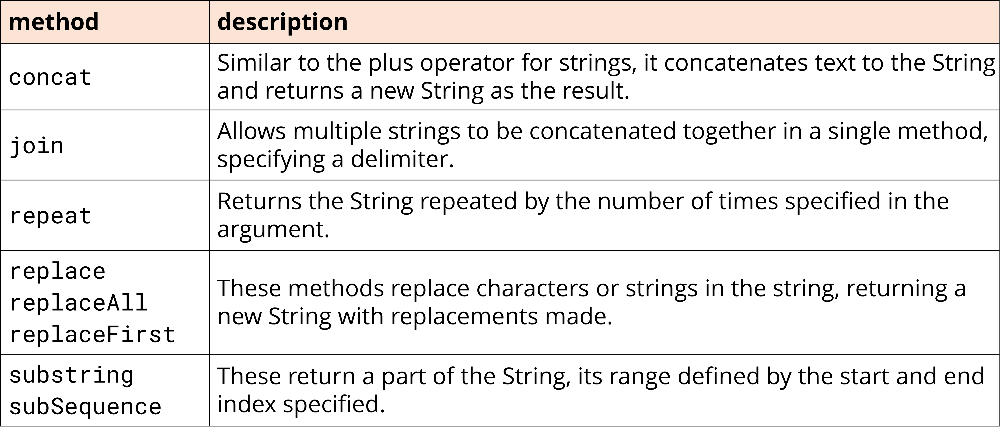 method
description
concat
Similar to the plus operator for strings, it concatenates text to the String
and returns a new String as the result.
join
Allows multiple strings to be concatenated together in a single method,
specifying a delimiter.
repeat
Returns the String repeated by the number of times specified in the
argument.
replace
replaceAll
replaceFirst
These methods replace characters or strings in the string, returning a
new String with replacements made.
substring
subSequence
These return a part of the String, its range defined by the start and end
index specified.